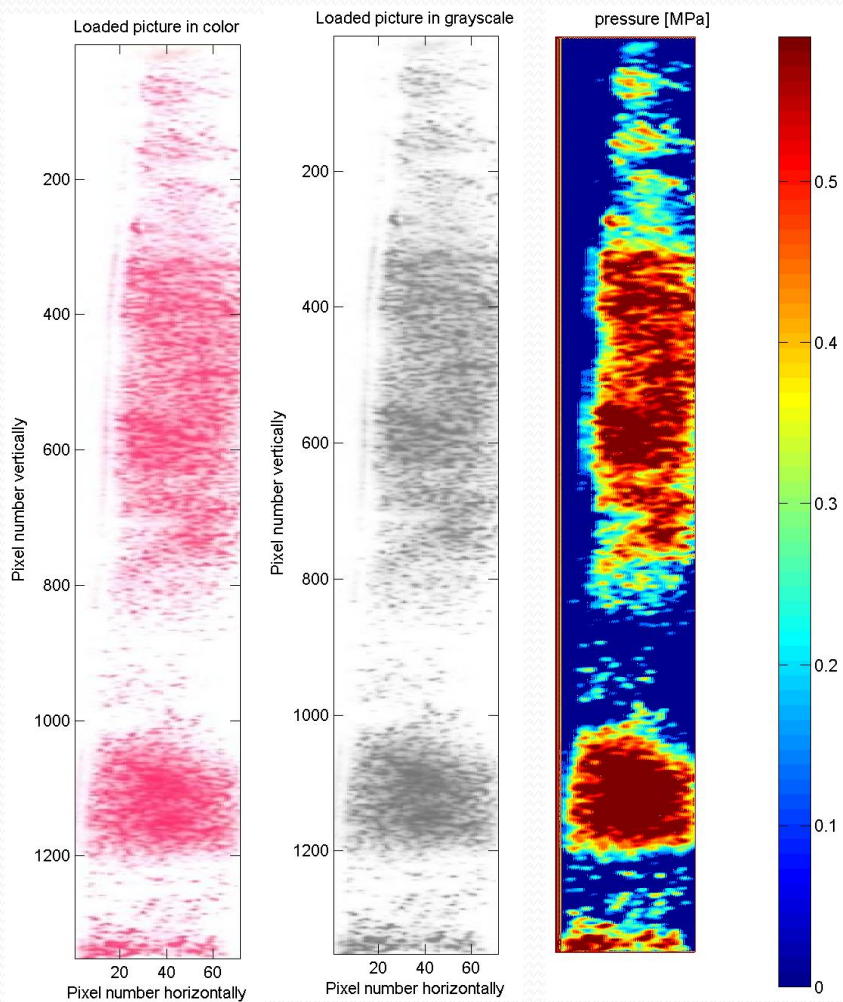 Loaded picture in color
200
400
600
800
1000
1200
20 40 60
Pixel number vertically
Pixel number horizontally
Loaded picture in grayscale
200
400
600
800
1000
1200
20 40 60
Pixel number vertically
Pixel number horizontally
pressure [MPa]
0.5
0.4
0.3
0.2
0.1
0